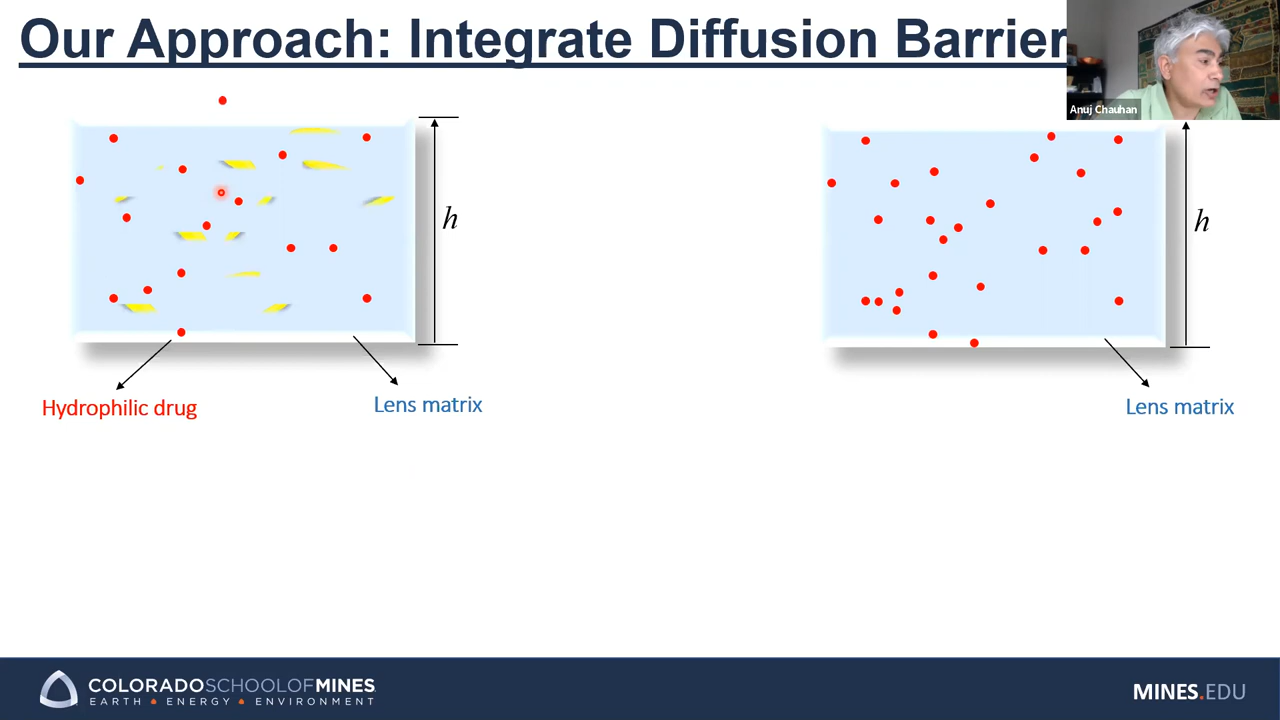 Our Approach: Integrate Diffusion Barrier
Anuj Chauhan
h
h
Hydrophilic drug
Lens matrix
Lens matrix
COLORADOSCHOOLOFMINES
EARTH • ENERGY • ENVIRONMENT
MINES.EDU